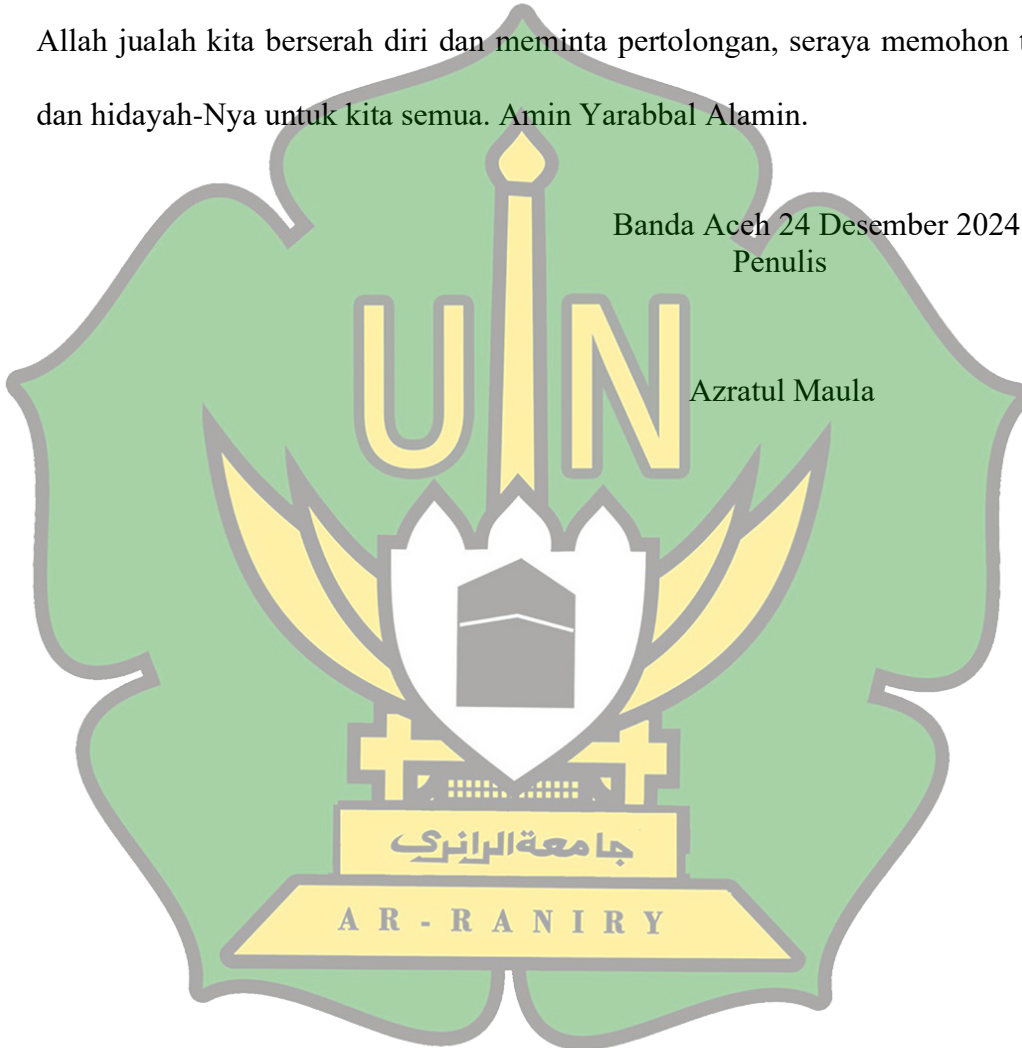 Allah jualah kita berserah diri dan meminta pertolongan, seraya memohon
dan hidayah-Nya untuk kita semua. Amin Yarabbal Alamin.
Banda Aceh 24 Desember 2024
Penulis
Azratul Maula
UIN
جامعة الرانري
AR-RANIRY